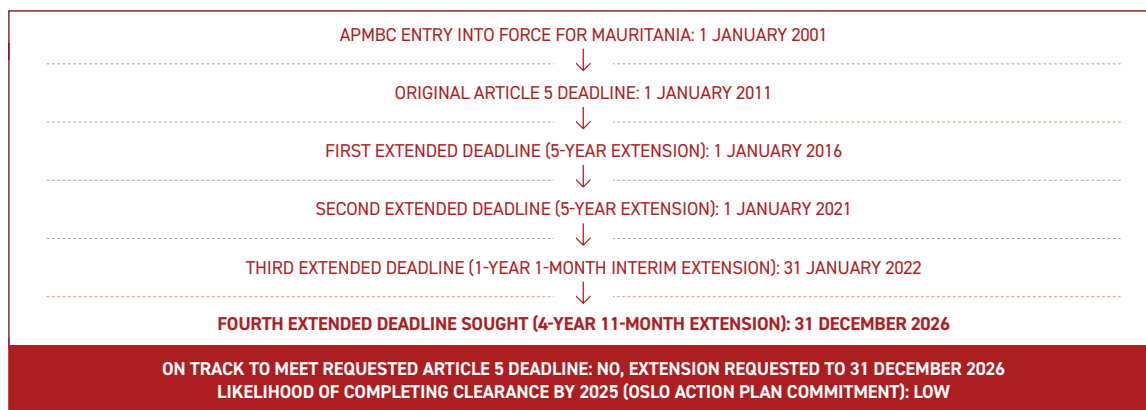 APMBC ENTRY INTO FORCE FOR MAURITANIA: 1 JANUARY 2001
ORIGINAL ARTICLE 5 DEADLINE: 1 JANUARY 2011
FIRST EXTENDED DEADLINE (5-YEAR EXTENSION): 1 JANUARY 2016
SECOND EXTENDED DEADLINE (5-YEAR EXTENSION): 1 JANUARY 2021
THIRD EXTENDED DEADLINE (1-YEAR 1-MONTH INTERIM EXTENSION): 31 JANUARY 2022
FOURTH EXTENDED DEADLINE SOUGHT (4-YEAR 11-MONTH EXTENSION): 31 DECEMBER 2026
ON TRACK TO MEET REQUESTED ARTICLE 5 DEADLINE: NO, EXTENSION REQUESTED TO 31 DECEMBER 2026
LIKELIHOOD OF COMPLETING CLEARANCE BY 2025 (OSLO ACTION PLAN COMMITMENT): LOW